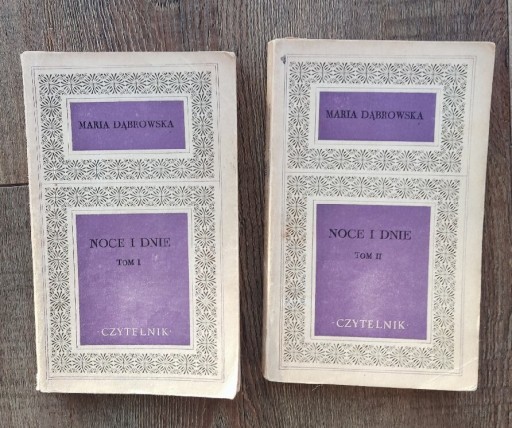 MARIA DĄBROWSKA
NOCE I DNIE
TOM I
·CZYTELNIK·
MARIA DĄBROWSKA
NOCE I DNIE
TOM II
·CZYTELNIK·